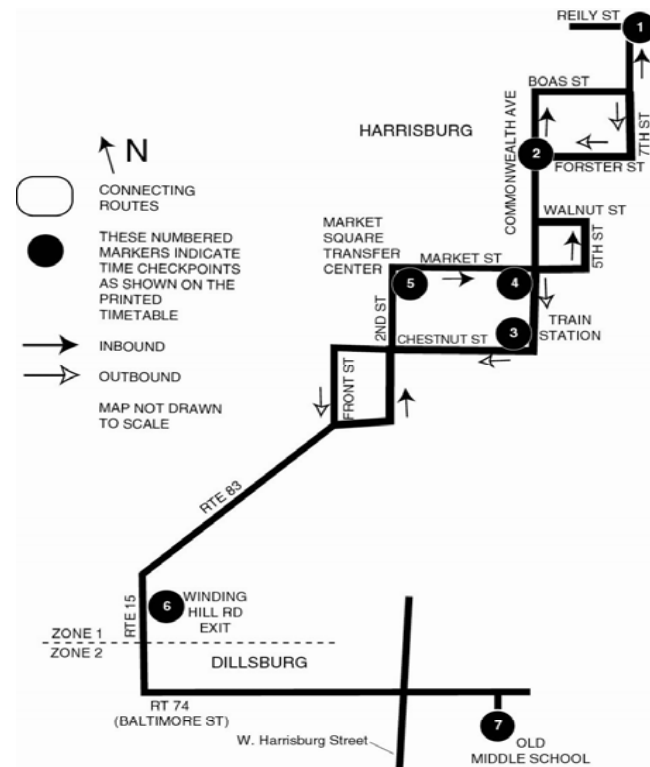 REILY ST
1
BOAS ST
COMMONWEALTH AVE
7TH ST
HARRISBURG
2
FORSTER ST
N
CONNECTING
ROUTES
THESE NUMBERED
MARKERS INDICATE
TIME CHECKPOINTS
AS SHOWN ON THE
PRINTED
TIMETABLE
INBOUND
OUTBOUND
MAP NOT DRAWN
TO SCALE
WALNUT ST
5TH ST
MARKET
SQUARE
TRANSFER
CENTER
MARKET ST
5
4
2ND ST
3
TRAIN
STATION
CHESTNUT ST
FRONT ST
RTE 83
RTE 15
6
WINDING
HILL RD
EXIT
ZONE 1
ZONE 2
DILLSBURG
RT 74
(BALTIMORE ST)
W. Harrisburg Street
7
OLD
MIDDLE SCHOOL